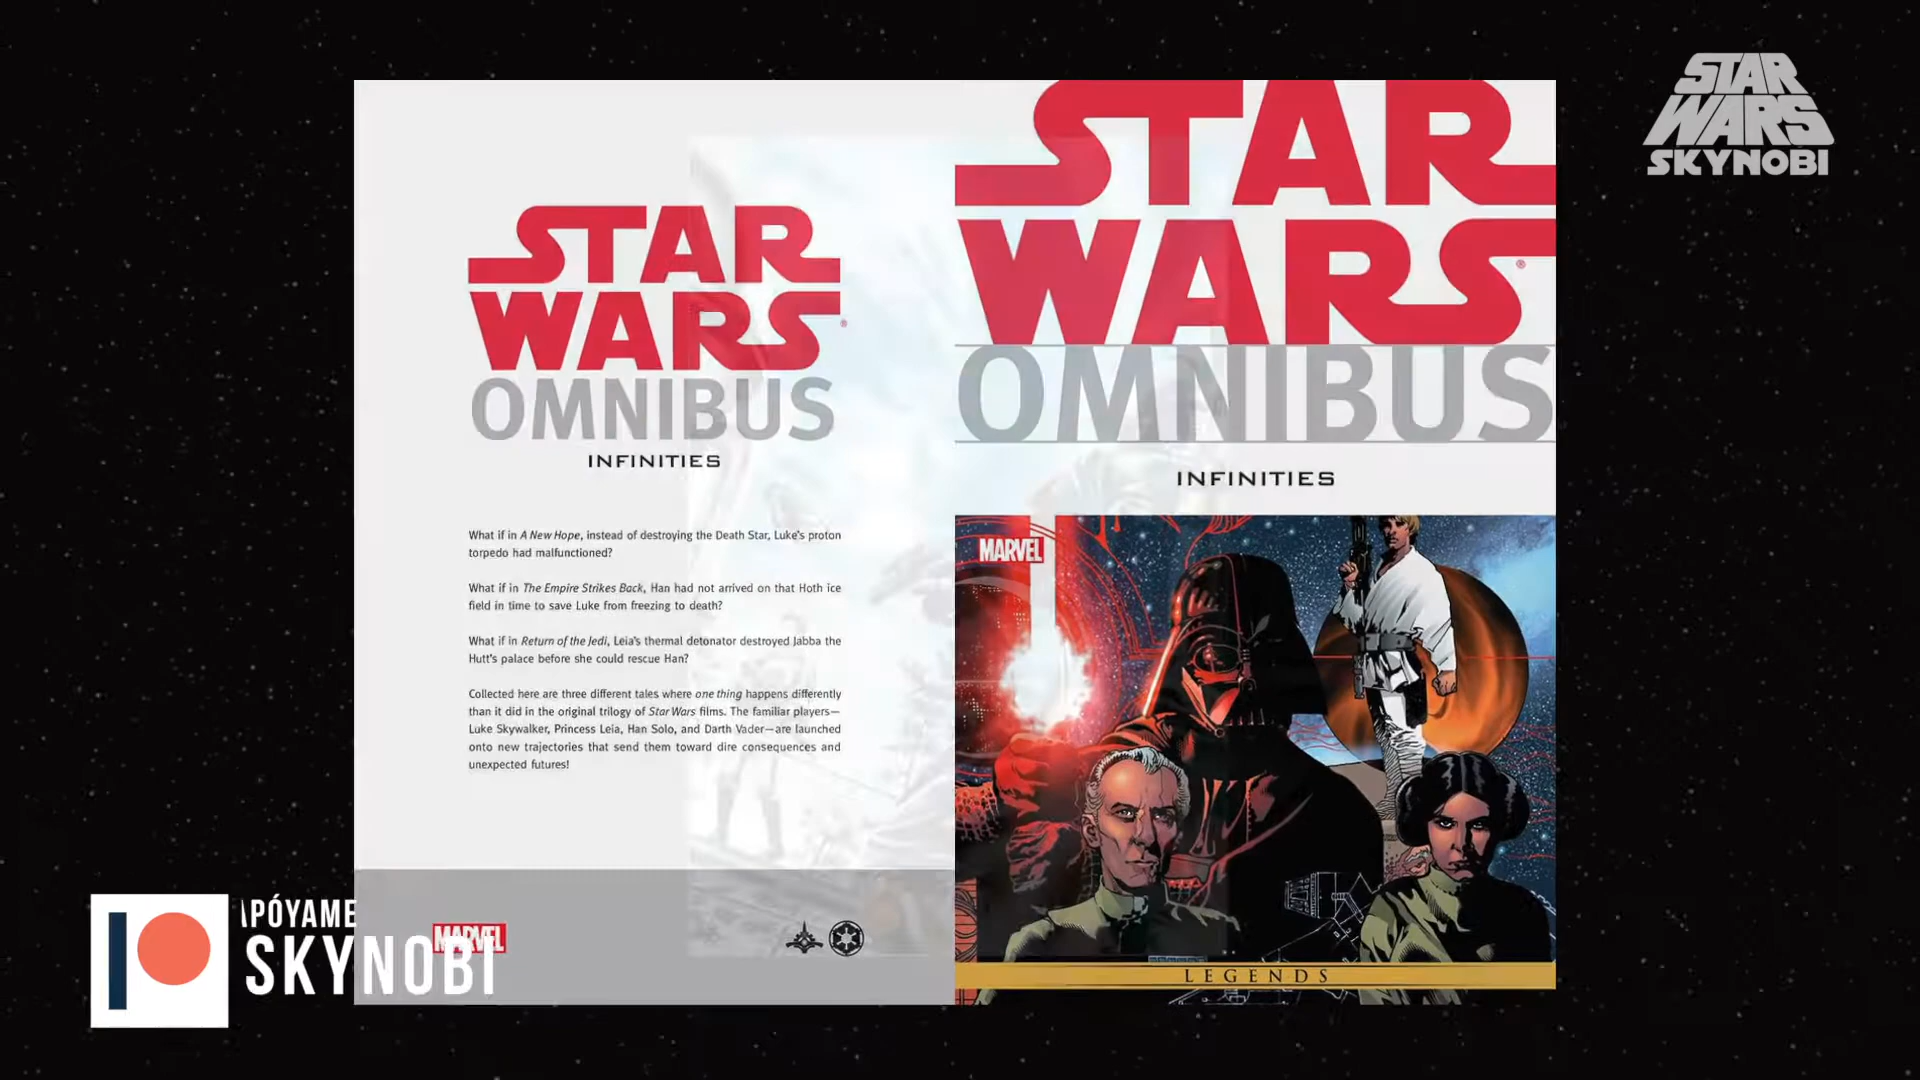 STAR
WARS
SKYNOBI
STAR
WARS
OMNIBUS
INFINITIES
What if in A New Hope, instead of destroying the Death Star, Luke's proton
torpedo had malfunctioned?
What if in The Empire Strikes Back, Han had not arrived on that Hoth ice
field in time to save Luke from freezing to death?
What if in Return of the Jedi, Leia's thermal detonator destroyed Jabba the
Hutt's palace before she could rescue Han?
Collected here are three different tales where one thing happens differently
than it did in the original trilogy of Star Wars films. The familiar players—
Luke Skywalker, Princess Leia, Han Solo, and Darth Vader—are launched
onto new trajectories that send them toward dire consequences and
unexpected futures!
MARVEL
STAR
WARS®
OMNIBUS
INFINITIES
MARVEL
LEGENDS
APÓYAME
SKYNOBI